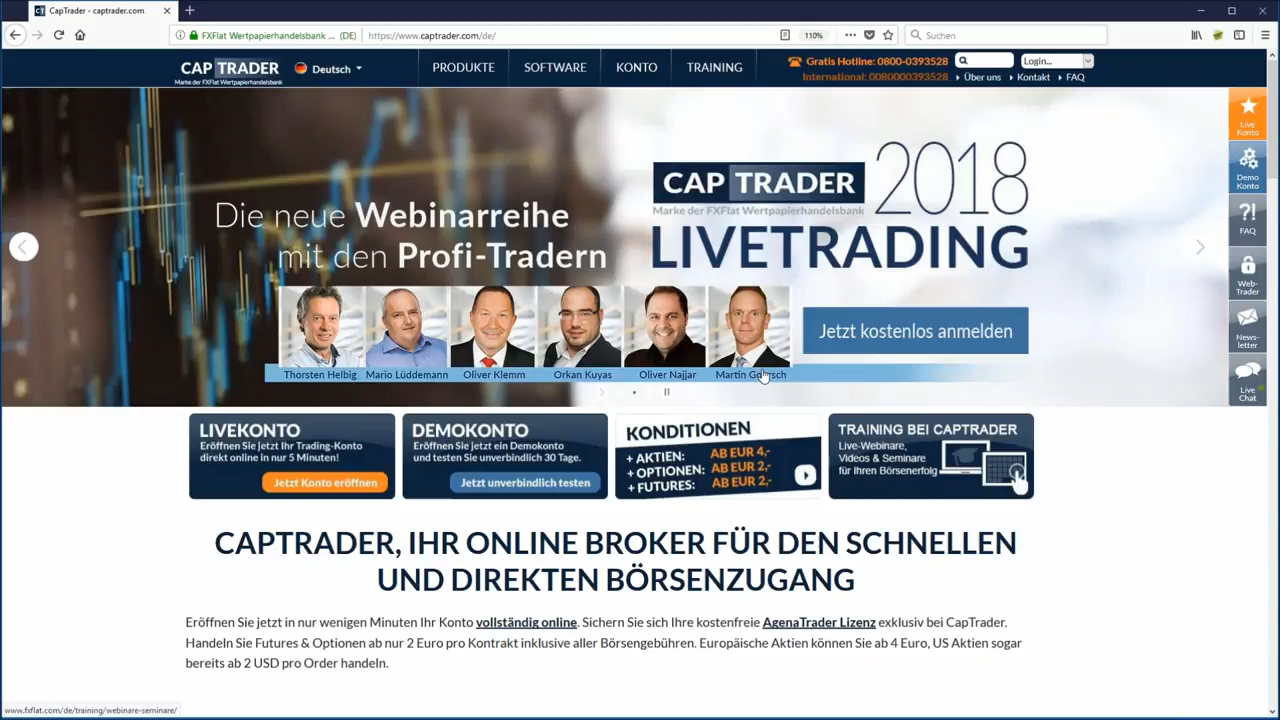 CapTrader - captrader.com
FXFlat Wertpapierhandelsbank ... (DE)
https://www.captrader.com/de/
110%
Suchen
CAP TRADER
Marke der FXFlat Wertpapierhandelsbank
Deutsch
PRODUKTE
SOFTWARE
KONTO
TRAINING
Gratis Hotline: 0800-0393528
International: 0080000393528
Login...
Über uns
Kontakt
FAQ
Die neue Webinarreihe
mit den Profi-Tradern
CAP TRADER 2018
Marke der FXFlat Wertpapierhandelsbank
LIVETRADING
Jetzt kostenlos anmelden
Thorsten Helbig
Mario Lüddemann
Oliver Klemm
Orkan Kuyas
Oliver Najjar
Martin
Live
Konto
Demo
Konto
?!
FAQ
Web-
Trader
News-
letter
Live
Chat
LIVEKONTO
Eröffnen Sie jetzt Ihr Trading-Konto
direkt online in nur 5 Minuten!
Jetzt Konto eröffnen
DEMOKONTO
Eröffnen Sie jetzt ein Demokonto
und testen Sie unverbindlich 30 Tage.
Jetzt unverbindlich testen
KONDITIONEN
+ AKTIEN: AB EUR 4,-
+ OPTIONEN: AB EUR 2,-
+ FUTURES: AB EUR 2,-
TRAINING BEI CAPTRADER
Live-Webinare,
Videos & Seminare
für Ihren Börsenerfolg
CAPTRADER, IHR ONLINE BROKER FÜR DEN SCHNELLEN
UND DIREKTEN BÖRSENZUGANG
Eröffnen Sie jetzt in nur wenigen Minuten Ihr Konto vollständig online. Sichern Sie sich Ihre kostenfreie AgenaTrader Lizenz exklusiv bei CapTrader.
Handeln Sie Futures & Optionen ab nur 2 Euro pro Kontrakt inklusive aller Börsengebühren. Europäische Aktien können Sie ab 4 Euro, US Aktien sogar
bereits ab 2 USD pro Order handeln.
www.fxflat.com/de/training/webinare-seminare/